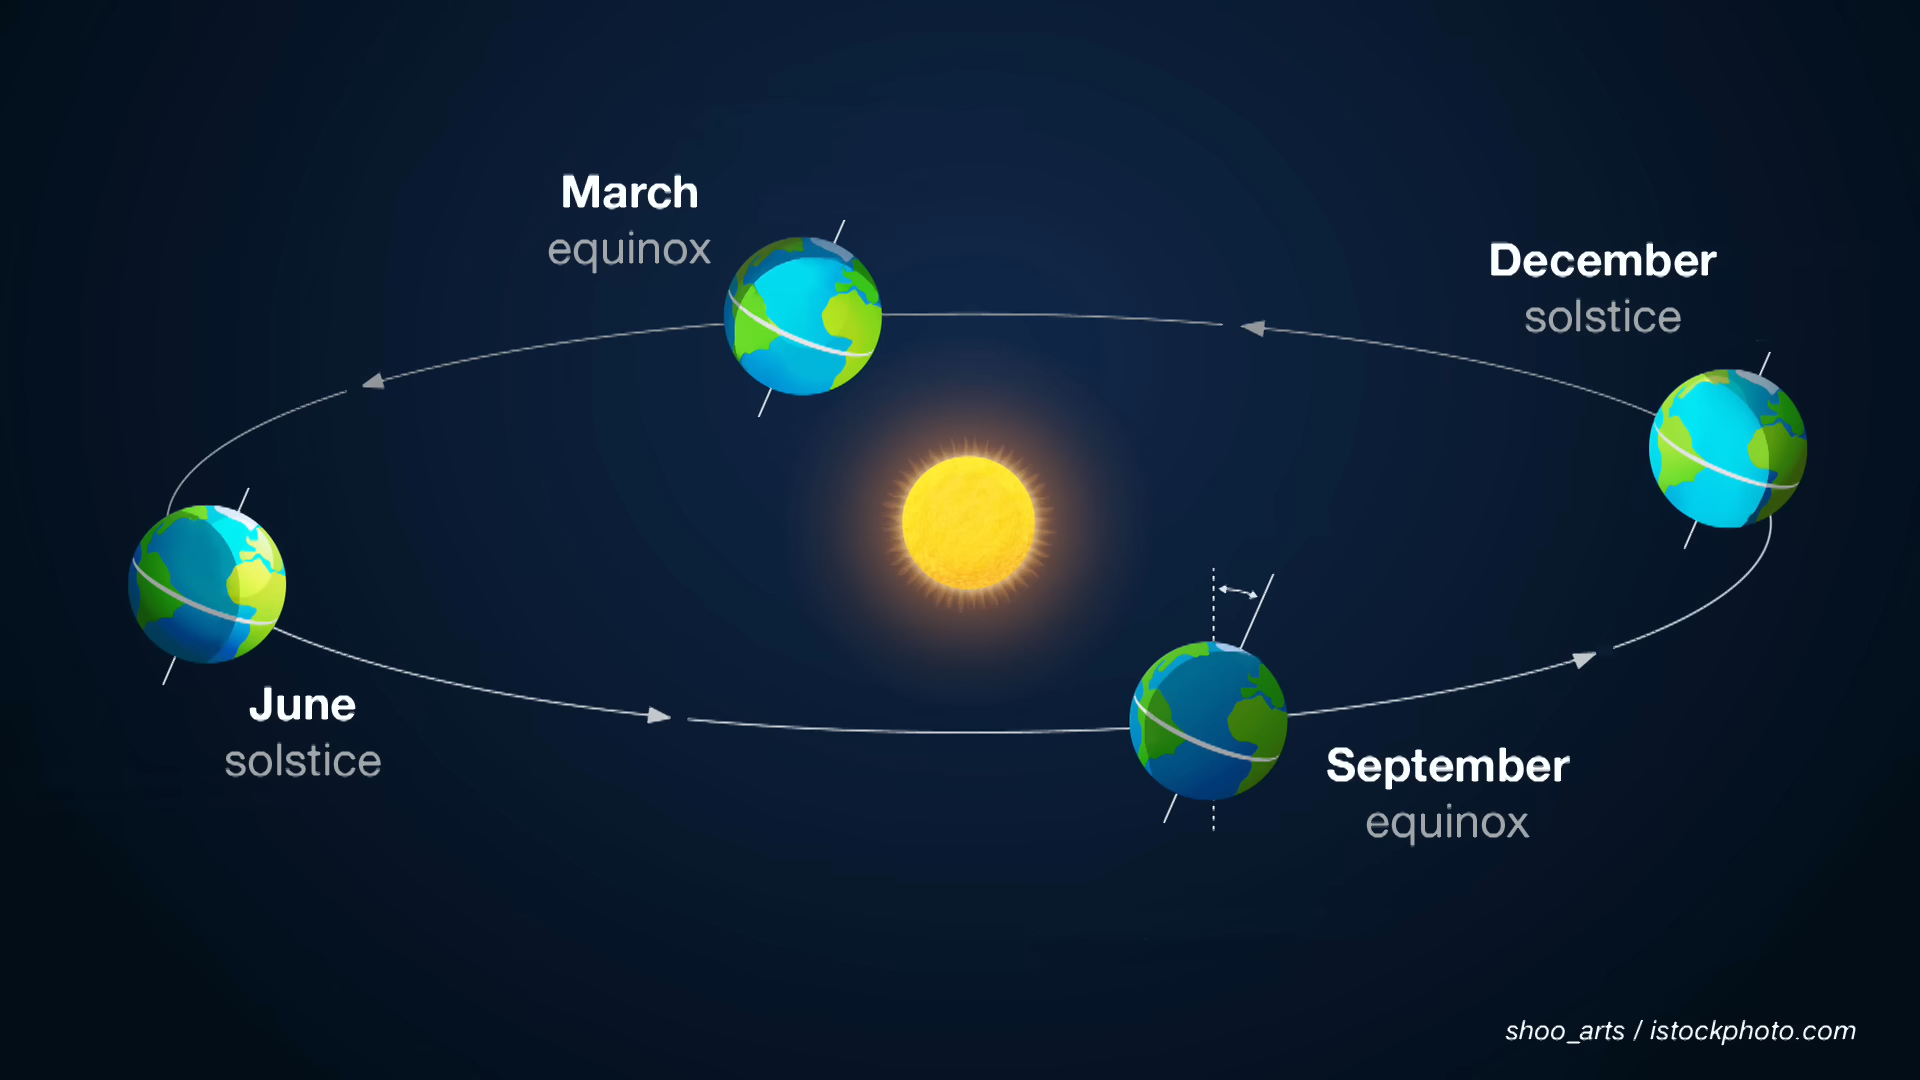 March
equinox
December
solstice
June
solstice
September
equinox
shoo_arts / istockphoto.com